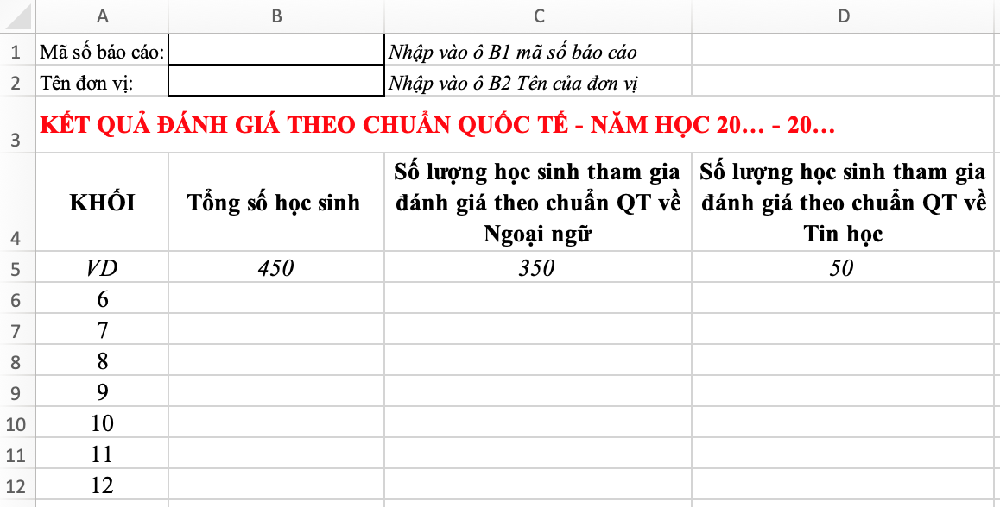 A B C D
1 Mã số báo cáo: Nhập vào ô B1 mã số báo cáo
2 Tên đơn vị: Nhập vào ô B2 Tên của đơn vị
3 KẾT QUẢ ĐÁNH GIÁ THEO CHUẨN QUỐC TẾ - NĂM HỌC 20... - 20...
4 KHỐI Tổng số học sinh
Số lượng học sinh tham gia
đánh giá theo chuẩn QT về
Ngoại ngữ
Số lượng học sinh tham gia
đánh giá theo chuẩn QT về
Tin học
5 VD 450 350 50
6 6
7 7
8 8
9 9
10 10
11 11
12 12